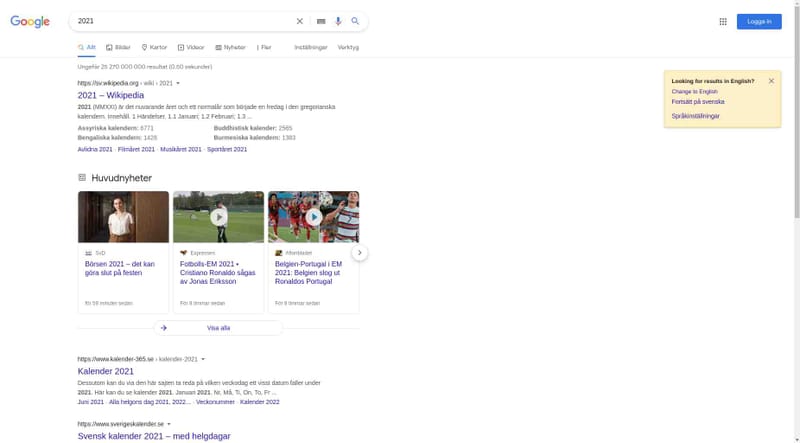 Google
2021
Logga in
Allt
Bilder
Kartor
Videor
Nyheter
Fler
Inställningar
Verktyg
Ungefär 25 270 000 000 resultat (0,60 sekunder)
https://sv.wikipedia.org › wiki › 2021
2021 – Wikipedia
2021 (MMXXI) är det nuvarande året och ett normalår som började en fredag i den gregorianska
kalendern. Innehåll. 1 Händelser. 1.1 Januari; 1.2 Februari; 1.3 ...
Assyriska kalendern: 6771
Buddhistisk kalender: 2565
Bengaliska kalendern: 1428
Burmesiska kalendern: 1383
Avlidna 2021 · Filmåret 2021 · Musikåret 2021 · Sportåret 2021
Looking for results in English?
Change to English
Fortsätt på svenska
Språkinställningar
Huvudnyheter
SvD
Börsen 2021 – det kan
göra slut på festen
för 59 minuter sedan
Expressen
Fotbolls-EM 2021 •
Cristiano Ronaldo sågas
av Jonas Eriksson
För 8 timmar sedan
Aftonbladet
Belgien-Portugal i EM
2021: Belgien slog ut
Ronaldos Portugal
För 8 timmar sedan
Visa alla
https://www.kalender-365.se › kalender-2021
Kalender 2021
Dessutom kan du via den här sajten ta reda på vilken veckodag ett visst datum faller under
2021. Här kan du se kalender 2021. Januari 2021. Nr, Må, Ti, On, To, Fr ...
Juni 2021 · Alla helgons dag 2021, 2022... · Veckonummer · Kalender 2022
https://www.sverigeskalender.se
Svensk kalender 2021 – med helgdagar